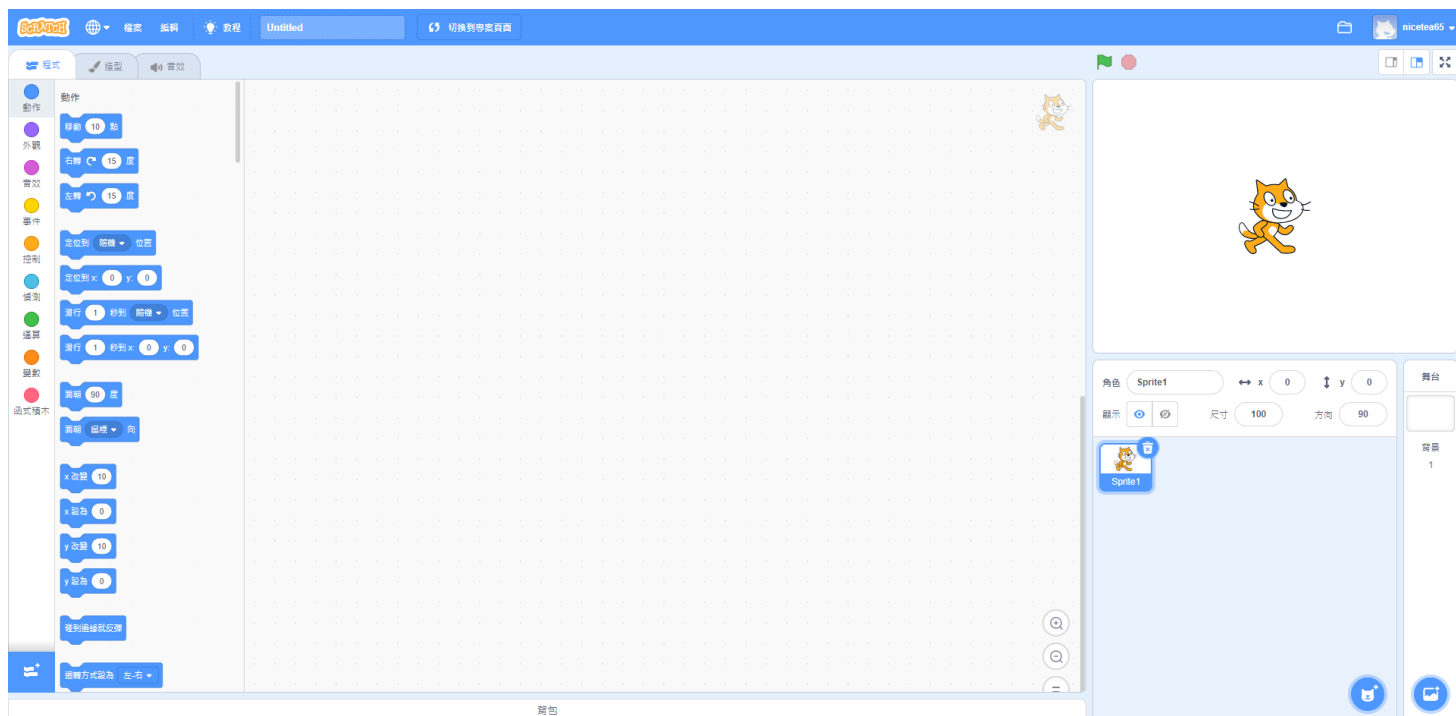 SCRATCH
檔案 編輯 教程 Untitled 切換到專案頁面 nicetea65
程式 造型 音效
動作
外觀
音效
事件
控制
偵測
運算
變數
函式積木
動作
移動 10 點
右轉 15 度
左轉 15 度
定位到 隨機 位置
定位到 x: 0 y: 0
滑行 1 秒到 隨機 位置
滑行 1 秒到 x: 0 y: 0
面朝 90 度
面朝 鼠標 向
x 改變 10
x 設為 0
y 改變 10
y 設為 0
碰到邊緣就反彈
迴轉方式設為 左-右
背包
角色 Sprite1 x 0 y 0
顯示 尺寸 100 方向 90
Sprite1
舞台
背景
1